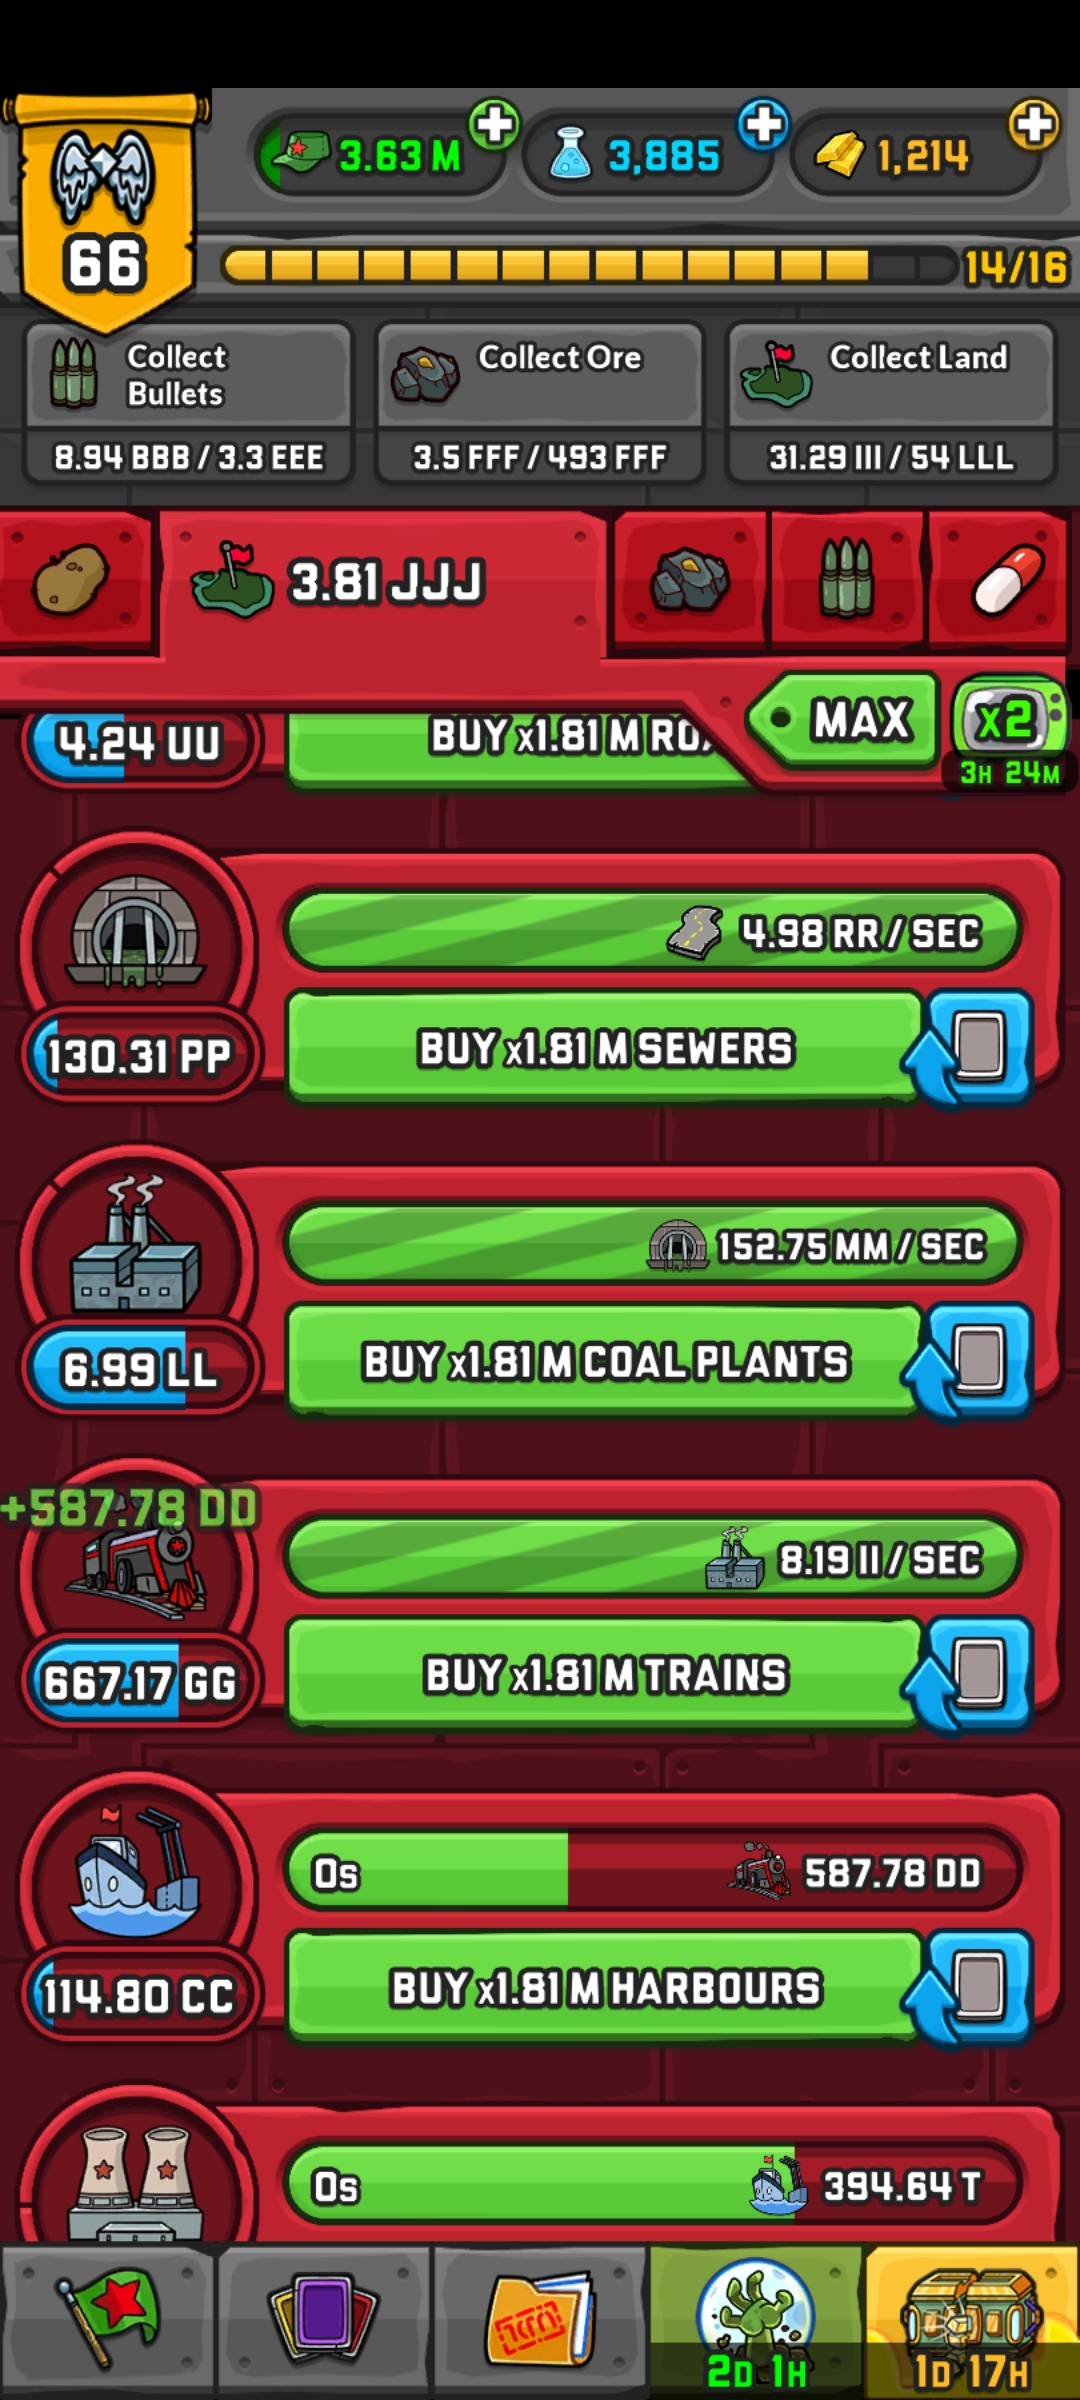 3.63 M
3,885
1,214
66
14/16
Collect
Bullets
8.94 BBB / 3.3 EEE
Collect Ore
3.5 FFF / 493 FFF
Collect Land
31.29 III / 54 LLL
3.81 JJJ
MAX
x2
3H 24M
4.24 UU
BUY x1.81 M
4.98 RR / SEC
130.31 PP
BUY x1.81 M SEWERS
152.75 MM / SEC
6.99 LL
BUY x1.81 M COAL PLANTS
+587.78 DD
8.19 II / SEC
667.17 GG
BUY x1.81 M TRAINS
0s
587.78 DD
114.80 CC
BUY x1.81 M HARBOURS
0s
394.64 T
2D 1H
1D 17H